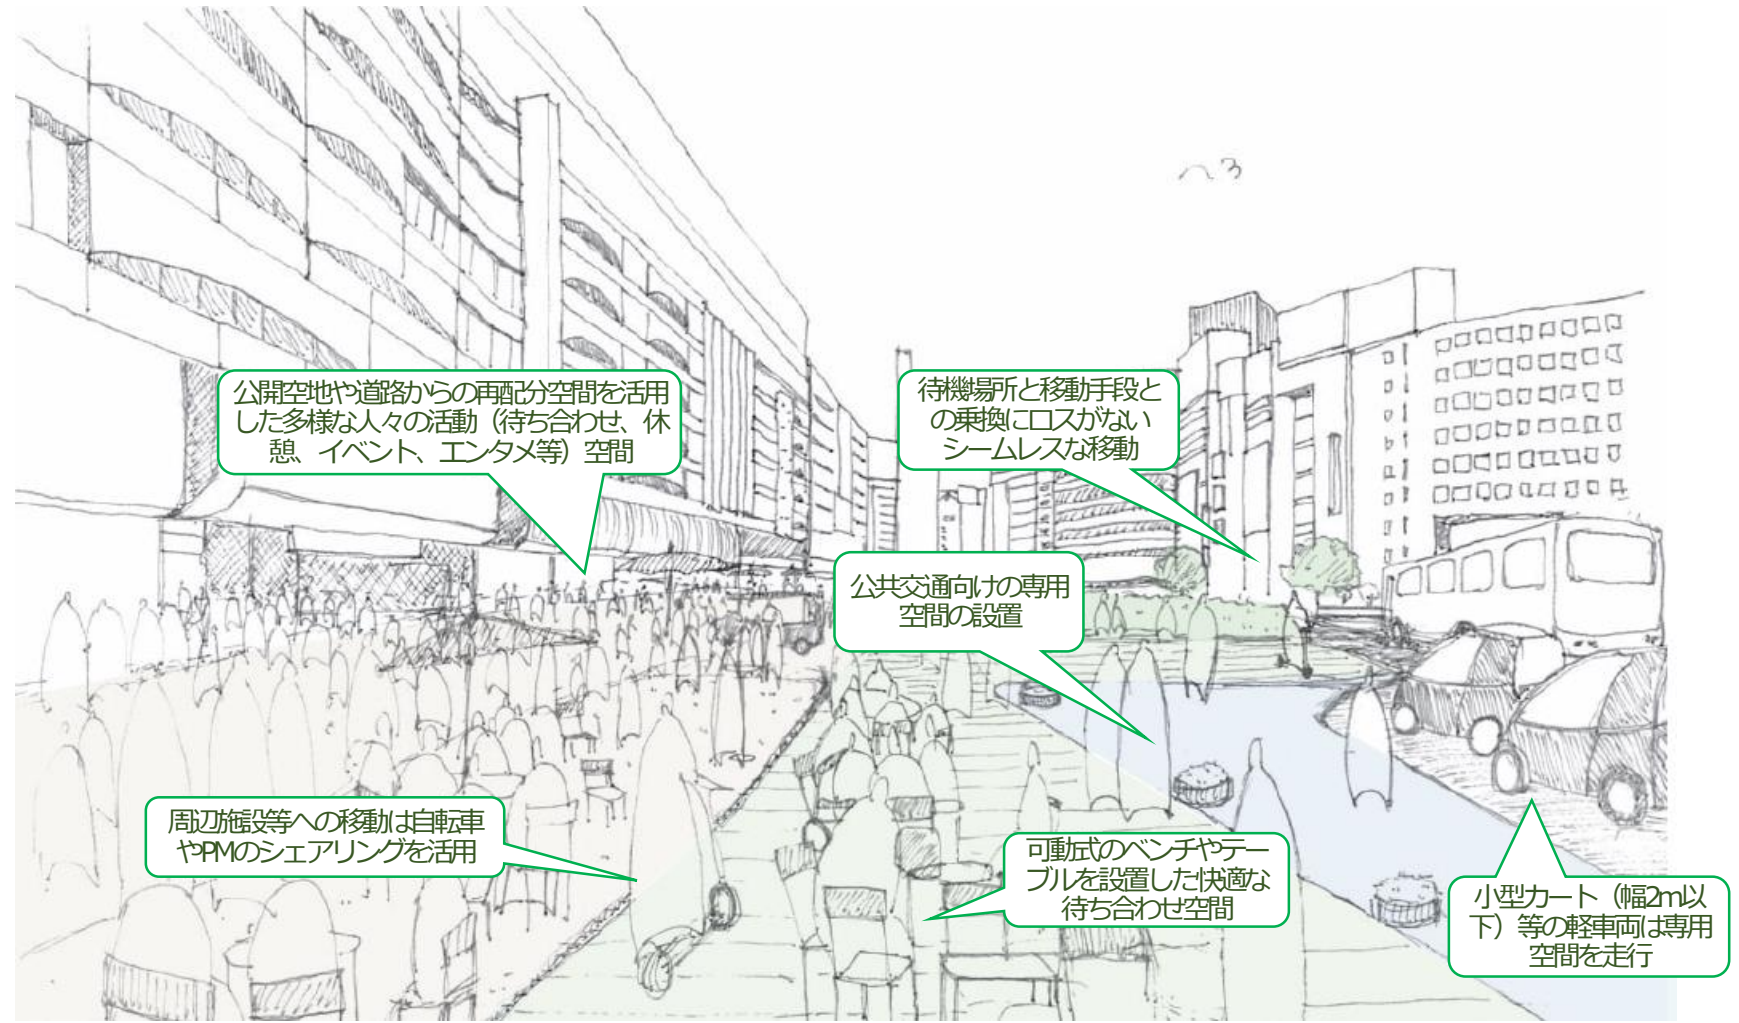 公開空地や道路からの再配分空間を活用
した多様な人々の活動（待ち合わせ、休
憩、イベント、エンタメ等）空間
待機場所と移動手段と
の乗換にロスがない
シームレスな移動
公共交通向けの専用
空間の設置
周辺施設等への移動は自転車
やPMのシェアリングを活用
可動式のベンチやテー
ブルを設置した快適な
待ち合わせ空間
小型カート（幅2m以
下）等の軽車両は専用
空間を走行